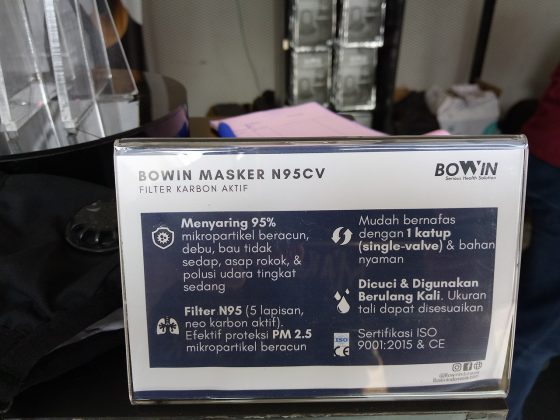 BOWIN MASKER N95CV
FILTER KARBON AKTIF
BOWIN
Serious Health Solution
Menyaring 95%
mikropartikel beracun,
debu, bau tidak
sedap, asap rokok, &
polusi udara tingkat
sedang
Filter N95 (5 lapisan,
neo karbon aktif).
Efektif proteksi PM 2.5
mikropartikel beracun
Mudah bernafas
dengan 1 katup
(single-valve) & bahan
nyaman
Dicuci & Digunakan
Berulang Kali. Ukuran
tali dapat disesuaikan
ISO
CE
Sertifikasi ISO
9001:2015 & CE